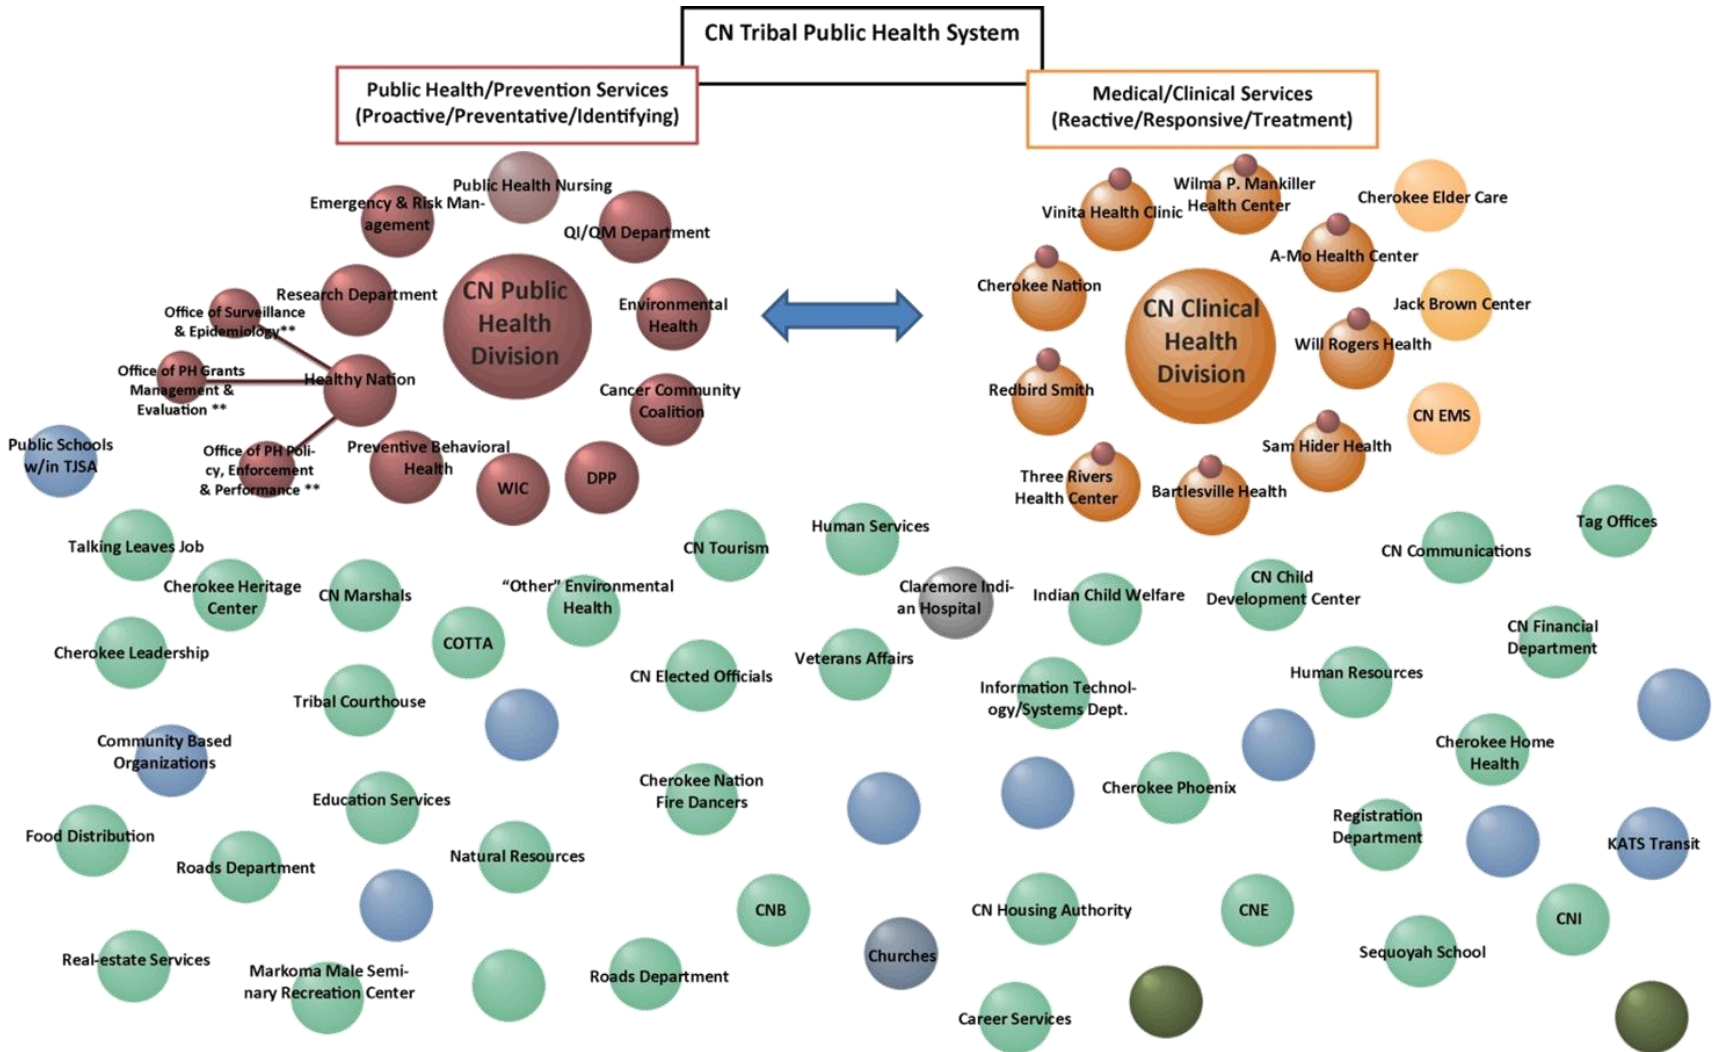 CN Tribal Public Health System
Public Health/Prevention Services
(Proactive/Preventative/Identifying)
Medical/Clinical Services
(Reactive/Responsive/Treatment)
Public Health Nursing
Emergency & Risk Man-
agement
QI/QM Department
Research Department
CN Public
Health
Division
Environmental
Health
Office of Surveillance
& Epidemiology**
Healthy Nation
Office of PH Grants
Management &
Evaluation **
Cancer Community
Coalition
Office of PH Poli-
cy, Enforcement
& Performance **
Preventive Behavioral
Health
WIC
DPP
Vinita Health Clinic
Wilma P. Mankiller
Health Center
Cherokee Elder Care
A-Mo Health Center
Cherokee Nation
CN Clinical
Health
Division
Jack Brown Center
Will Rogers Health
Redbird Smith
CN EMS
Sam Hider Health
Three Rivers
Health Center
Bartlesville Health
Public Schools
w/in TJSA
Talking Leaves Job
Cherokee Heritage
Center
CN Marshals
"Other" Environmental
Health
CN Tourism
Human Services
Claremore Indi-
an Hospital
Indian Child Welfare
CN Child
Development Center
CN Communications
Tag Offices
Cherokee Leadership
COTTA
Tribal Courthouse
CN Elected Officials
Veterans Affairs
Information Technol-
ogy/Systems Dept.
Human Resources
CN Financial
Department
Community Based
Organizations
Education Services
Cherokee Nation
Fire Dancers
Cherokee Phoenix
Cherokee Home
Health
Food Distribution
Roads Department
Natural Resources
Registration
Department
KATS Transit
CNB
CN Housing Authority
CNE
CNI
Real-estate Services
Markoma Male Semi-
nary Recreation Center
Roads Department
Churches
Sequoyah School
Career Services